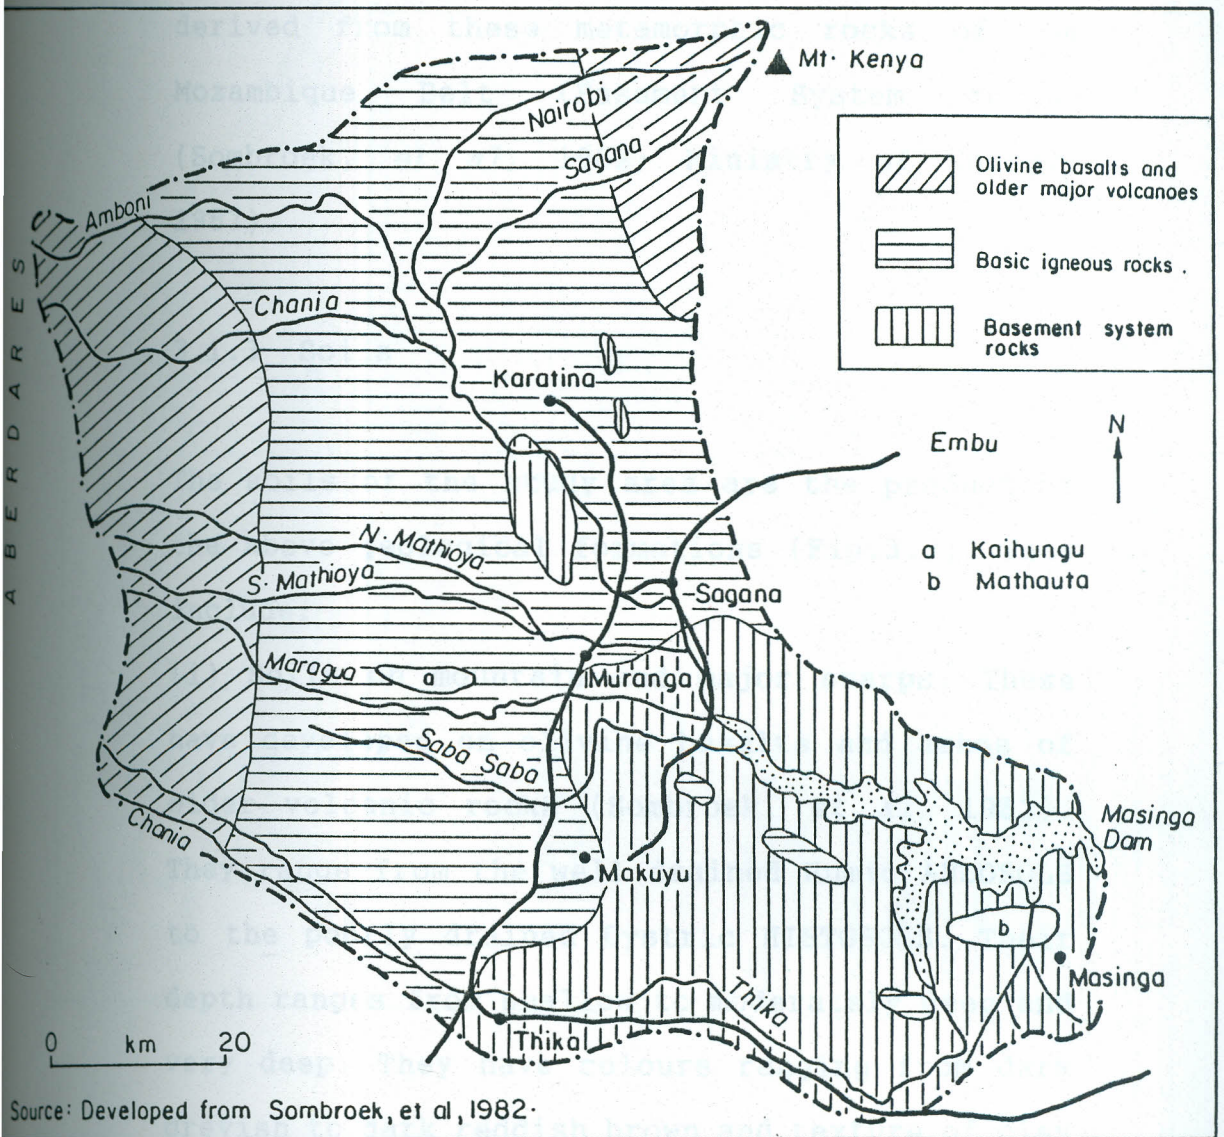 Mt. Kenya
Nairobi
Sagana
Amboni
Olivine basalts and
older major volcanoes
Basic igneous rocks .
Basement system
rocks
ABERDARES
Chania
Karatina
N
Embu
a Kaihungu
b Mathauta
N. Mathioya
S. Mathioya
Sagana
Maragua
a
Muranga
Saba Saba
Chania
Masinga
Dam
Makuyu
b
Masinga
Thika
Thika
0 km 20
Source: Developed from Sombroek, et al, 1982.